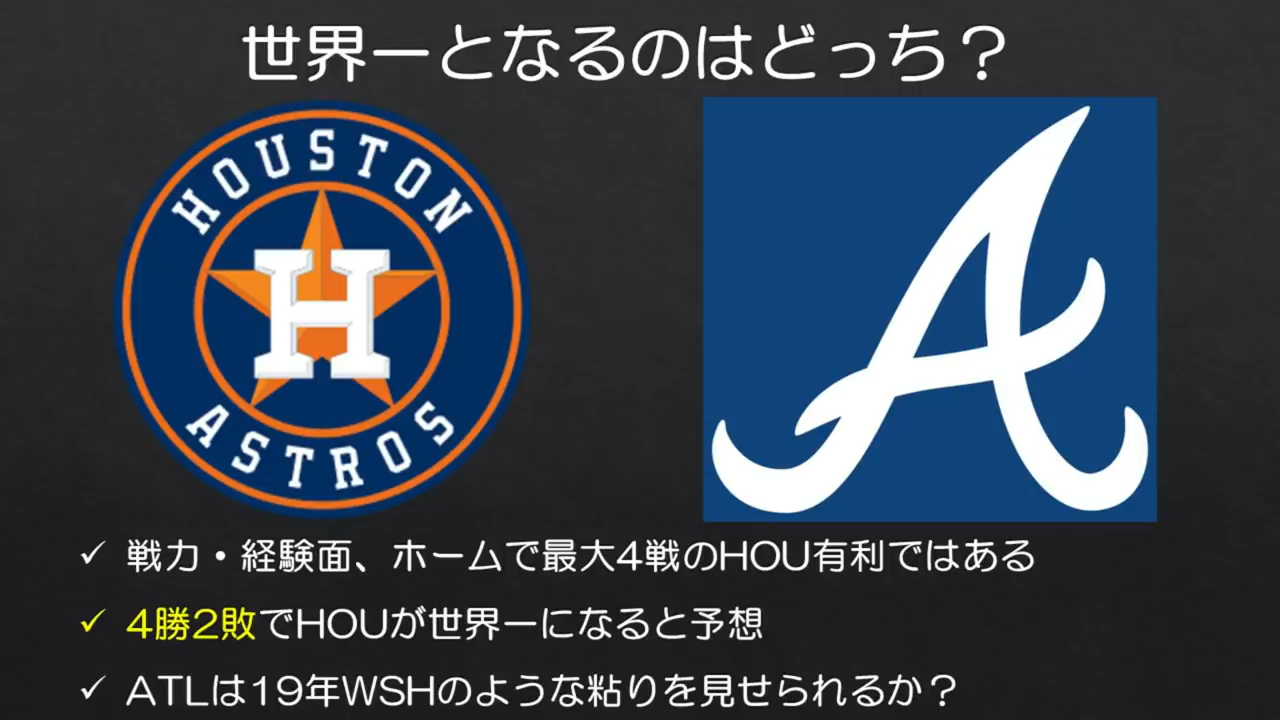 世界一となるのはどっち？
HOUSTON
H
ASTROS
A
✓ 戦力・経験面、ホームで最大4戦のHOU有利ではある
✓ 4勝2敗でHOUが世界一になると予想
✓ ATLは19年WSHのような粘りを見せられるか？